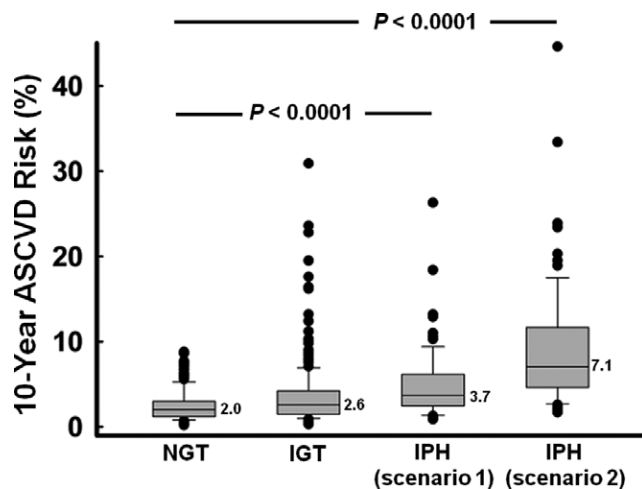 P < 0.0001
P < 0.0001
10-Year ASCVD Risk (%)
40
30
20
10
0
2.0
2.6
3.7
7.1
NGT
IGT
IPH
(scenario 1)
IPH
(scenario 2)